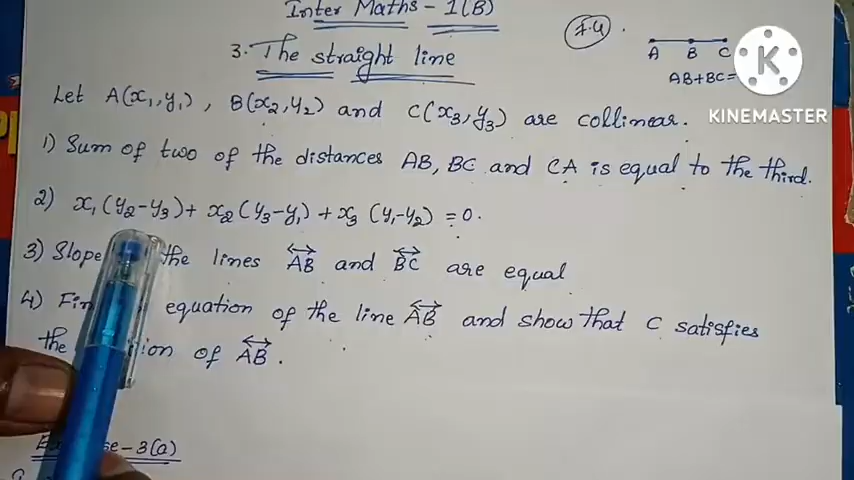 Inter Maths - 1(B)
3. The straight line
A B C
AB+BC=
KINEMASTER
Let A(x₁,y₁), B(x₂,y₂) and C(x₃,y₃) are collinear.
1) Sum of two of the distances AB, BC and CA is equal to the third.
2) x₁(y₂-y₃)+ x₂(y₃-y₁)+x₃ (y₁-y₂) =0.
3) Slope the lines AB and BC are equal
4) equation of the line AB and show that C satisfies
the of AB.
-3(a)